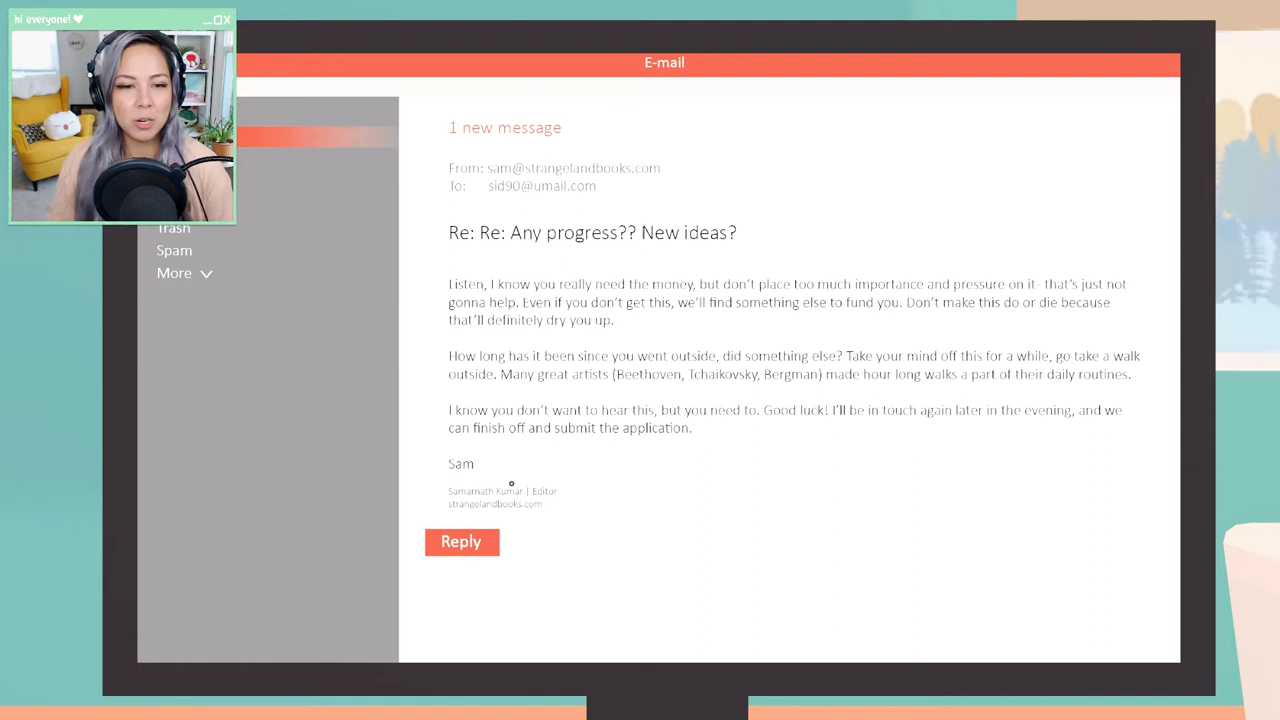 hi everyone!
E-mail
1 new message
From: sam@strangelandbooks.com
To: sid90@umail.com
Trash
Spam
More
Re: Re: Any progress?? New ideas?
Listen, I know you really need the money, but don't place too much importance and pressure on it- that's just not
gonna help. Even if you don't get this, we'll find something else to fund you. Don't make this do or die because
that'll definitely dry you up.
How long has it been since you went outside, did something else? Take your mind off this for a while, go take a walk
outside. Many great artists (Beethoven, Tchaikovsky, Bergman) made hour long walks a part of their daily routines.
I know you don't want to hear this, but you need to. Good luck! I'll be in touch again later in the evening, and we
can finish off and submit the application.
Sam
Samarnath Kumar | Editor
strangelandbooks.com
Reply